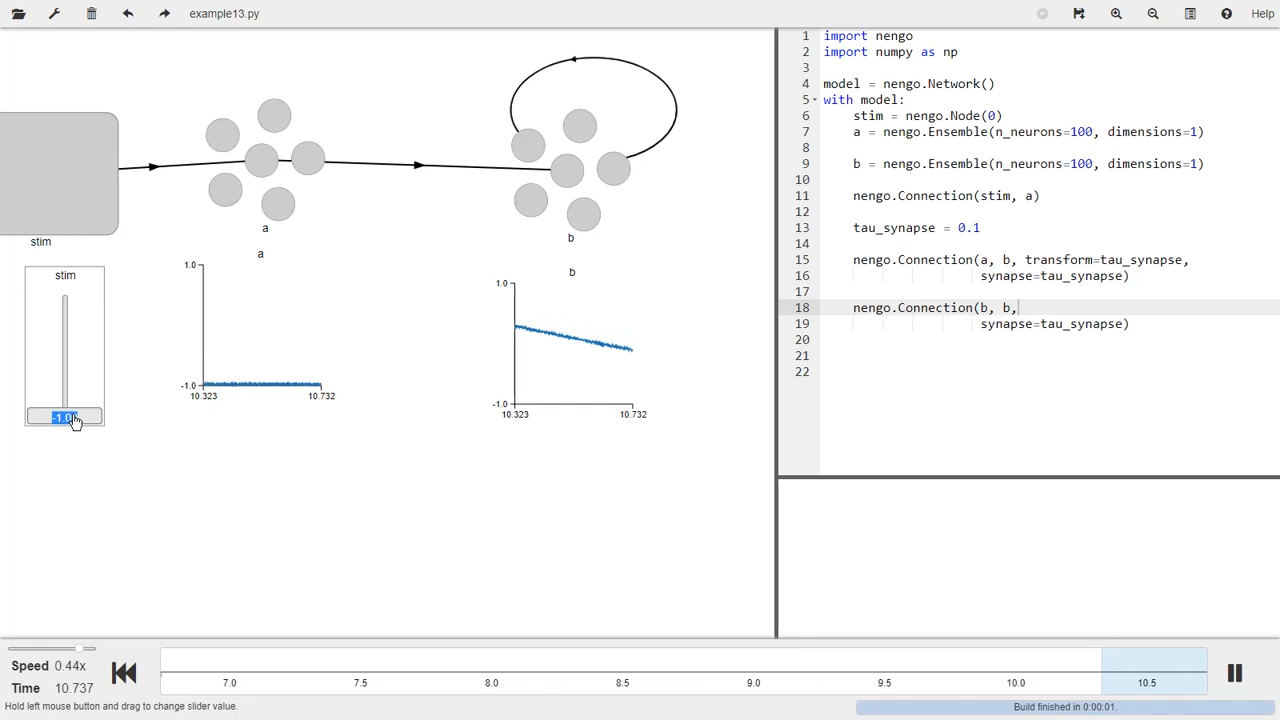 example13.py
Help
stim
a
b
stim
-1.00
a
1.0
-1.0
10.323 10.732
b
1.0
-1.0
10.323 10.732
1 import nengo
2 import numpy as np
3
4 model = nengo.Network()
5 with model:
6 stim = nengo.Node(0)
7 a = nengo.Ensemble(n_neurons=100, dimensions=1)
8
9 b = nengo.Ensemble(n_neurons=100, dimensions=1)
10
11 nengo.Connection(stim, a)
12
13 tau_synapse = 0.1
14
15 nengo.Connection(a, b, transform=tau_synapse,
16 synapse=tau_synapse)
17
18 nengo.Connection(b, b,
19 synapse=tau_synapse)
20
21
22
Speed 0.44x
Time 10.737
7.0 7.5 8.0 8.5 9.0 9.5 10.0 10.5
Hold left mouse button and drag to change slider value.
Build finished in 0:00:01.